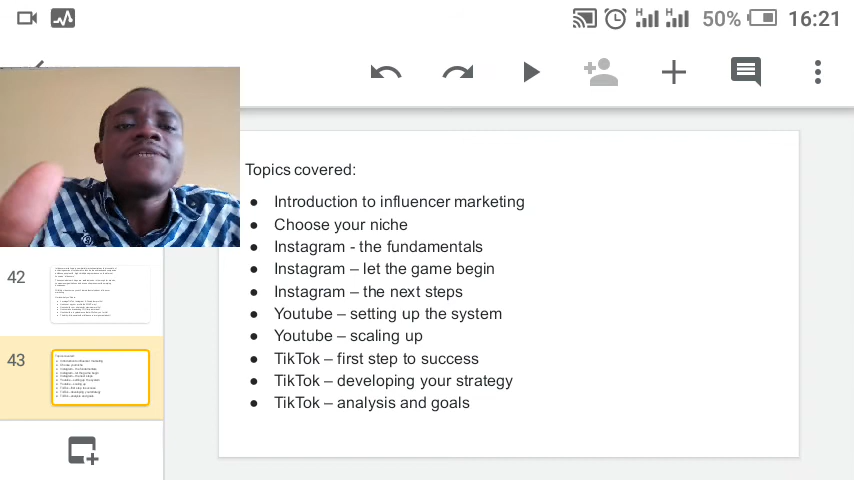 H H 50% 16:21
Topics covered:
● Introduction to influencer marketing
● Choose your niche
● Instagram - the fundamentals
● Instagram – let the game begin
● Instagram – the next steps
● Youtube – setting up the system
● Youtube – scaling up
● TikTok – first step to success
● TikTok – developing your strategy
● TikTok – analysis and goals
42
43